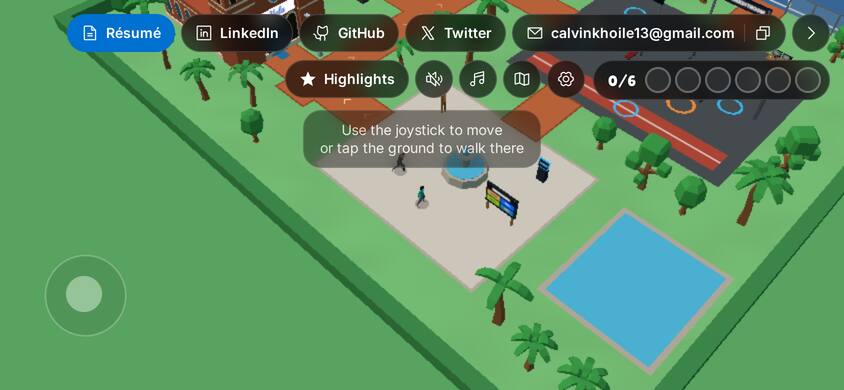 Résumé
LinkedIn
GitHub
Twitter
calvinkhoile13@gmail.com
Highlights
0/6
Use the joystick to move
or tap the ground to walk there